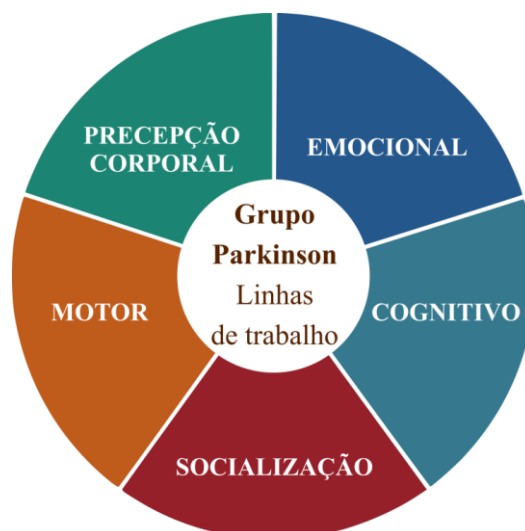 PRECEPÇÃO
CORPORAL
EMOCIONAL
Grupo
Parkinson
Linhas
de trabalho
MOTOR
COGNITIVO
SOCIALIZAÇÃO